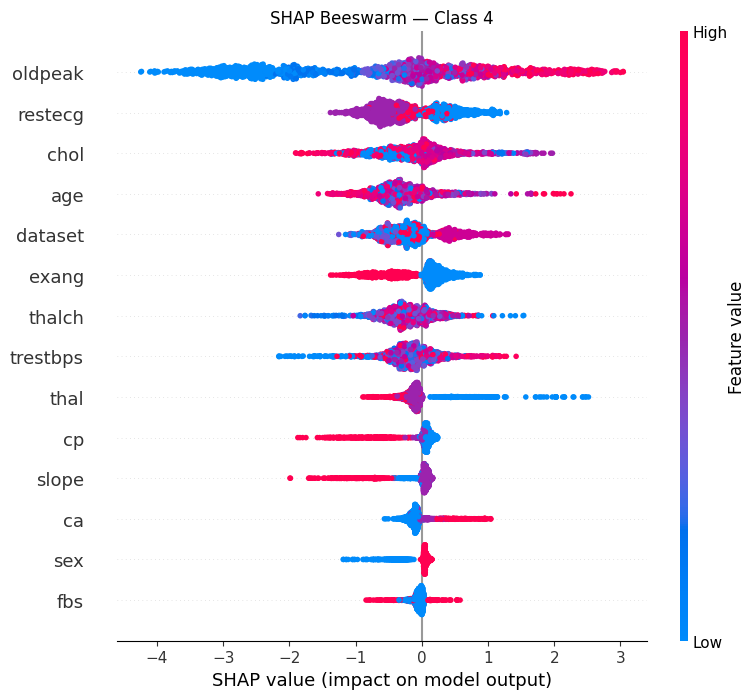 SHAP Beeswarm — Class 4
High
oldpeak
restecg
chol
age
dataset
exang
thalch
trestbps
thal
cp
slope
ca
sex
fbs
Feature value
Low
−4 −3 −2 −1 0 1 2 3
SHAP value (impact on model output)